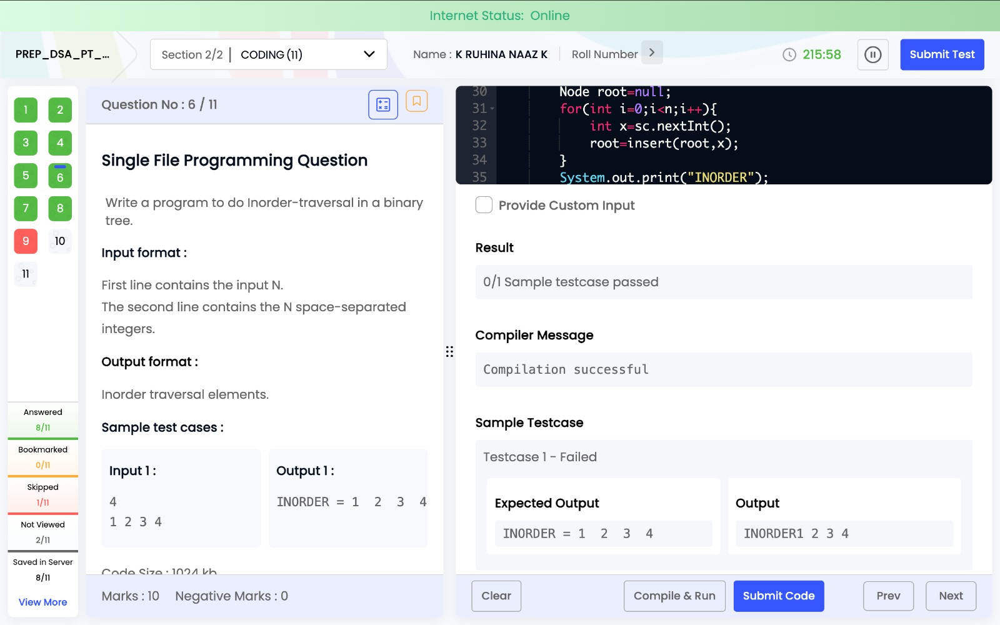 Internet Status:  Online
PREP_DSA_PT_...
Section 2/2 | CODING (11)
Name : K RUHINA NAAZ K
Roll Number
215:58
Submit Test
1 2
3 4
5 6
7 8
9 10
11
Answered
8/11
Bookmarked
0/11
Skipped
1/11
Not Viewed
2/11
Saved in Server
8/11
View More
Question No : 6 / 11
Single File Programming Question
Write a program to do Inorder-traversal in a binary
tree.
Input format :
First line contains the input N.
The second line contains the N space-separated
integers.
Output format :
Inorder traversal elements.
Sample test cases :
Input 1 :
4
1 2 3 4
Output 1 :
INORDER = 1  2  3  4
Code Size : 1024 kb
Marks : 10
Negative Marks : 0
30 Node root=null;
31 for(int i=0;i<n;i++){
32 int x=sc.nextInt();
33 root=insert(root,x);
34 }
35 System.out.print("INORDER");
Provide Custom Input
Result
0/1 Sample testcase passed
Compiler Message
Compilation successful
Sample Testcase
Testcase 1 - Failed
Expected Output
INORDER = 1  2  3  4
Output
INORDER1 2 3 4
Clear
Compile & Run
Submit Code
Prev
Next